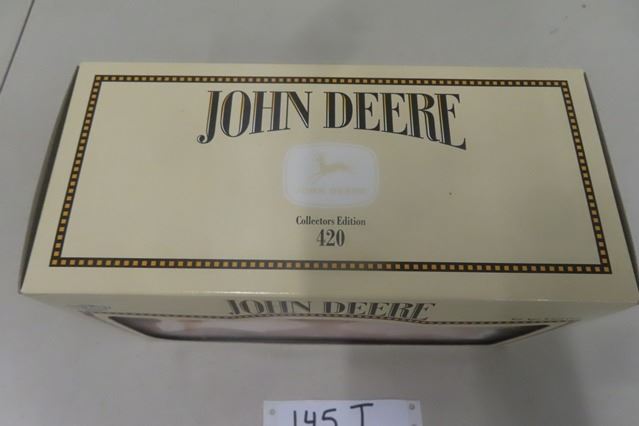 JOHN DEERE
JOHN DEERE
Collectors Edition
420
JOHN DEERE
145 T